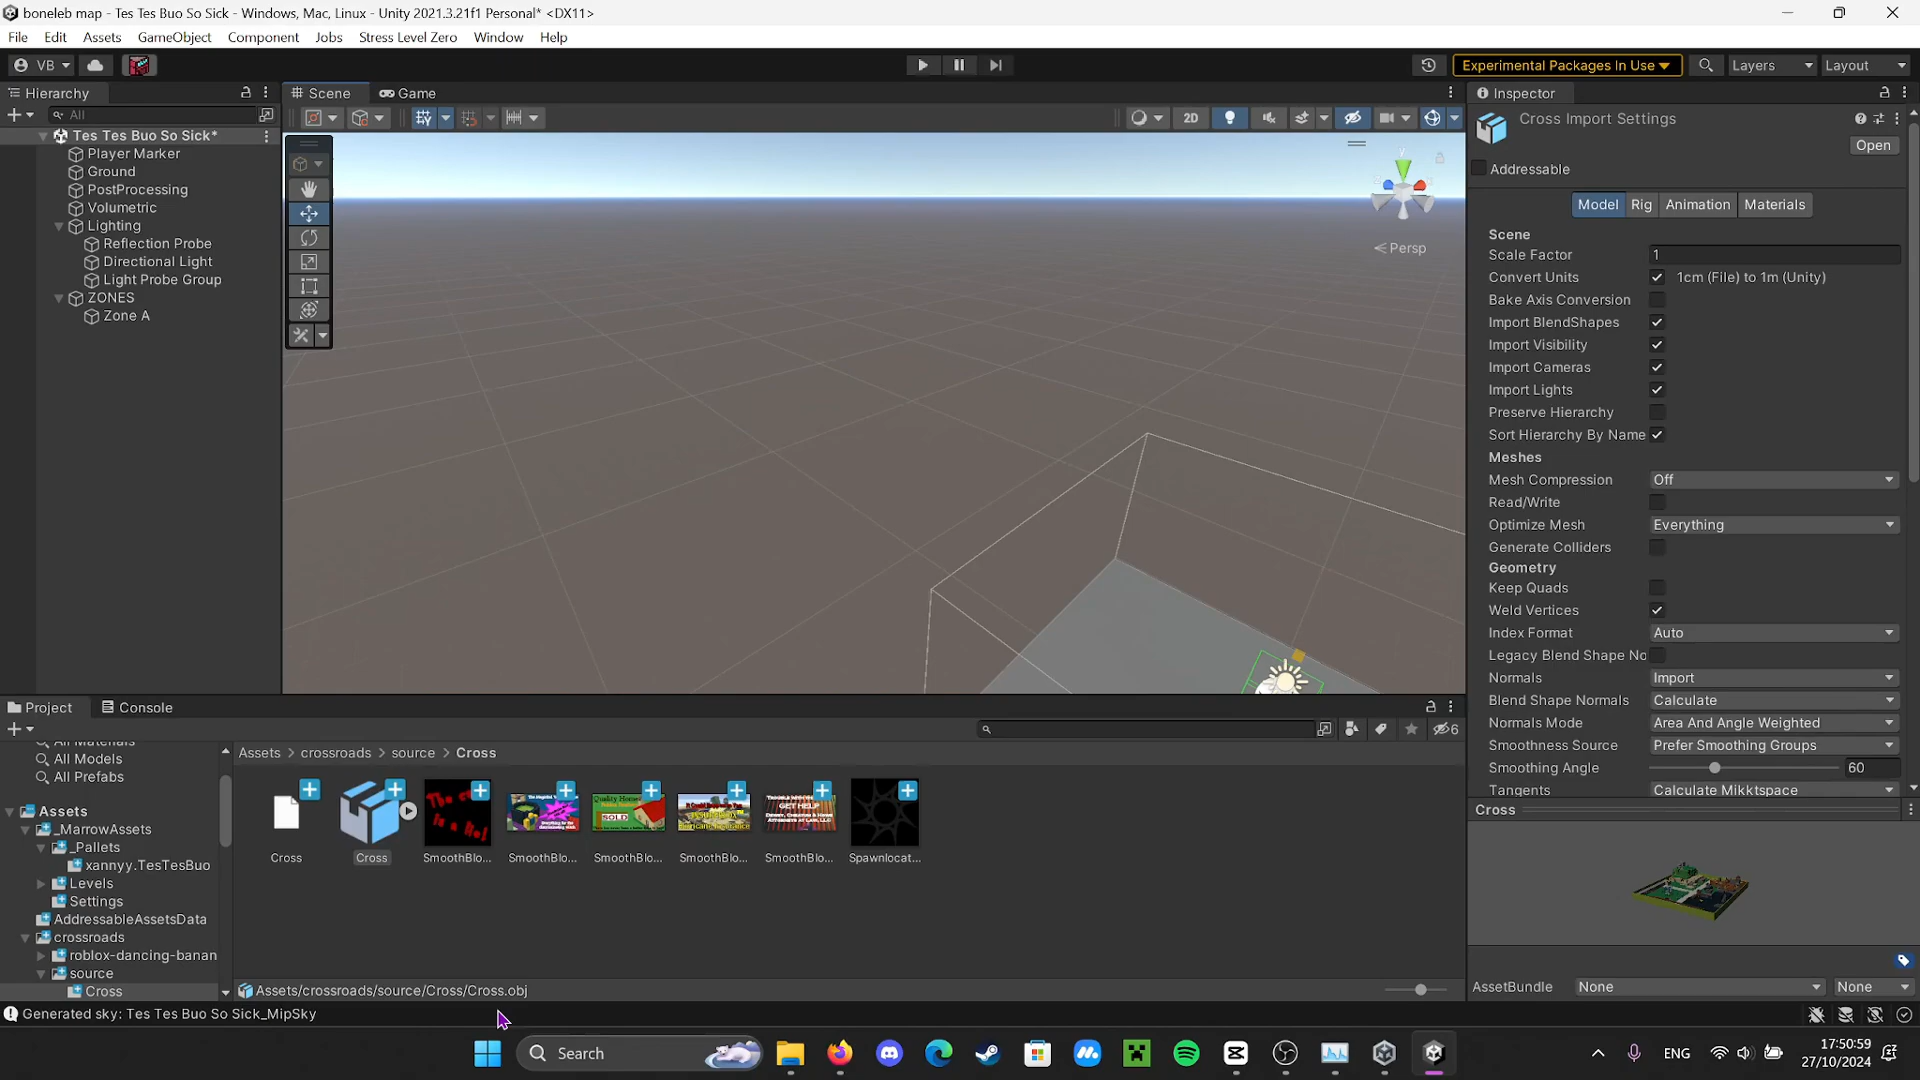 boneleb map - Tes Tes Buo So Sick - Windows, Mac, Linux - Unity 2021.3.21f1 Personal* <DX11>
File Edit Assets GameObject Component Jobs Stress Level Zero Window Help
VB
Experimental Packages In Use
Layers
Layout
Hierarchy
All
Tes Tes Buo So Sick*
Player Marker
Ground
PostProcessing
Volumetric
Lighting
Reflection Probe
Directional Light
Light Probe Group
ZONES
Zone A
Scene
Game
2D
y
Persp
Inspector
Cross Import Settings
Open
Addressable
Model Rig Animation Materials
Scene
Scale Factor 1
Convert Units 1cm (File) to 1m (Unity)
Bake Axis Conversion
Import BlendShapes
Import Visibility
Import Cameras
Import Lights
Preserve Hierarchy
Sort Hierarchy By Name
Meshes
Mesh Compression Off
Read/Write
Optimize Mesh Everything
Generate Colliders
Geometry
Keep Quads
Weld Vertices
Index Format Auto
Legacy Blend Shape No
Normals Import
Blend Shape Normals Calculate
Normals Mode Area And Angle Weighted
Smoothness Source Prefer Smoothing Groups
Smoothing Angle 60
Tangents Calculate Mikktspace
Cross
AssetBundle None None
Project
Console
6
All Materials
All Models
All Prefabs
Assets
_MarrowAssets
_Pallets
xannyy.TesTesBuo
Levels
Settings
AddressableAssetsData
crossroads
roblox-dancing-banan
source
Cross
Assets > crossroads > source > Cross
Quality Home
SOLD
GET HELP
Cross
Cross
SmoothBlo...
SmoothBlo...
SmoothBlo...
SmoothBlo...
SmoothBlo...
Spawnlocat...
Assets/crossroads/source/Cross/Cross.obj
Generated sky: Tes Tes Buo So Sick_MipSky
Search
ENG
17:50:59
27/10/2024